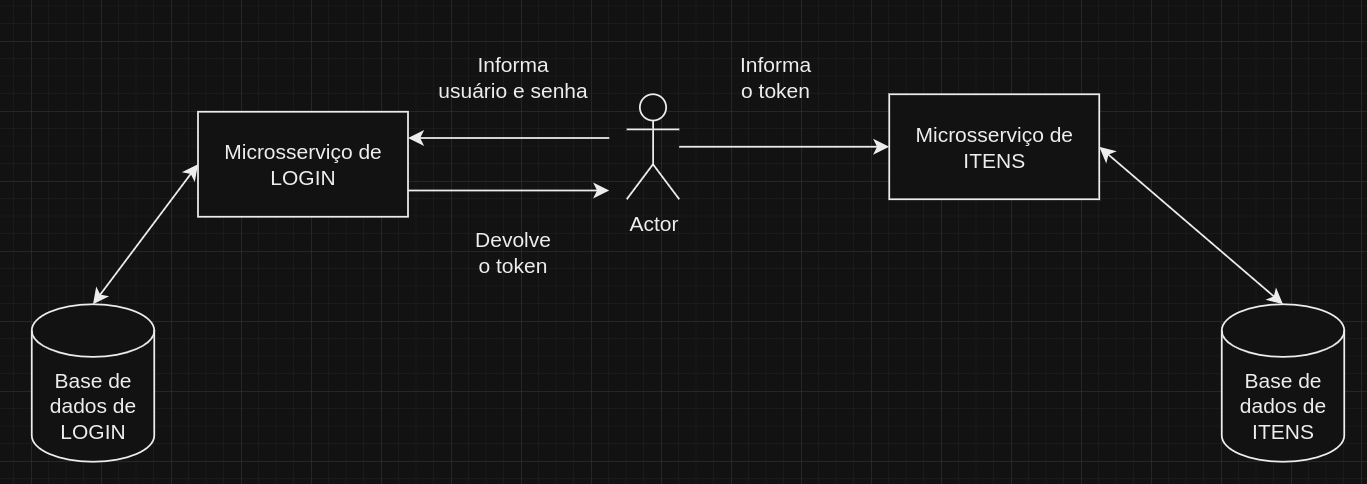 Informa
usuário e senha
Informa
o token
Microsserviço de
LOGIN
Microsserviço de
ITENS
Actor
Devolve
o token
Base de
dados de
LOGIN
Base de
dados de
ITENS